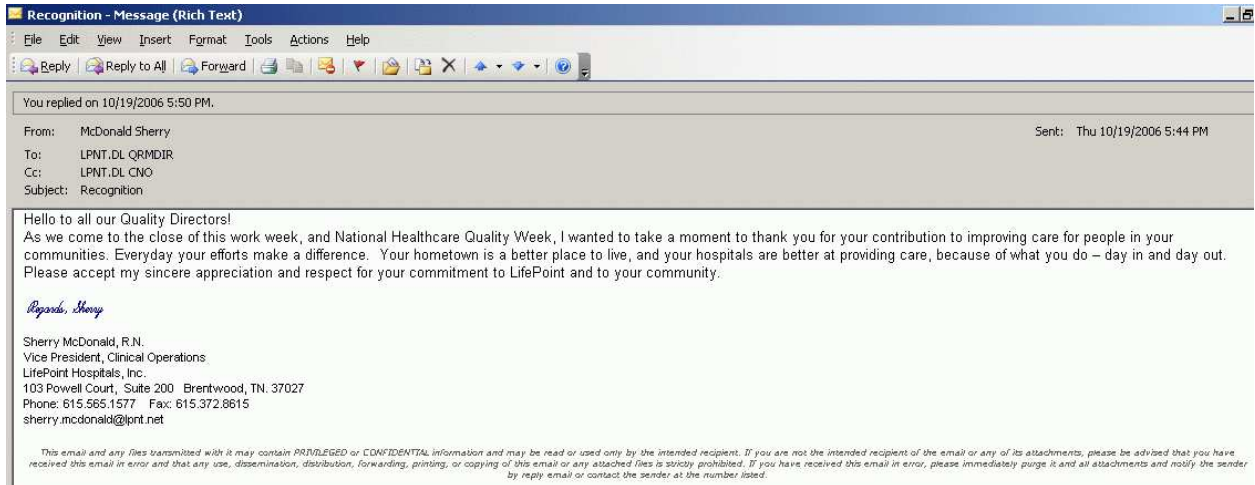 Recognition - Message (Rich Text)
File Edit View Insert Format Tools Actions Help
Reply Reply to All Forward
You replied on 10/19/2006 5:50 PM.
From: McDonald Sherry Sent: Thu 10/19/2006 5:44 PM
To: LPNT.DL QRMDIR
Cc: LPNT.DL CNO
Subject: Recognition
Hello to all our Quality Directors!
As we come to the close of this work week, and National Healthcare Quality Week, I wanted to take a moment to thank you for your contribution to improving care for people in your
communities. Everyday your efforts make a difference. Your hometown is a better place to live, and your hospitals are better at providing care, because of what you do – day in and day out.
Please accept my sincere appreciation and respect for your commitment to LifePoint and to your community.
Regards, Sherry
Sherry McDonald, R.N.
Vice President, Clinical Operations
LifePoint Hospitals, Inc.
103 Powell Court, Suite 200 Brentwood, TN. 37027
Phone: 615.565.1577 Fax: 615.372.8615
sherry.mcdonald@lpnt.net
This email and any files transmitted with it may contain PRIVILEGED or CONFIDENTIAL information and may be read or used only by the intended recipient. If you are not the intended recipient of the email or any of its attachments, please be advised that you have
received this email in error and that any use, dissemination, distribution, forwarding, printing, or copying of this email or any attached files is strictly prohibited. If you have received this email in error, please immediately purge it and all attachments and notify the sender
by reply email or contact the sender at the number listed.